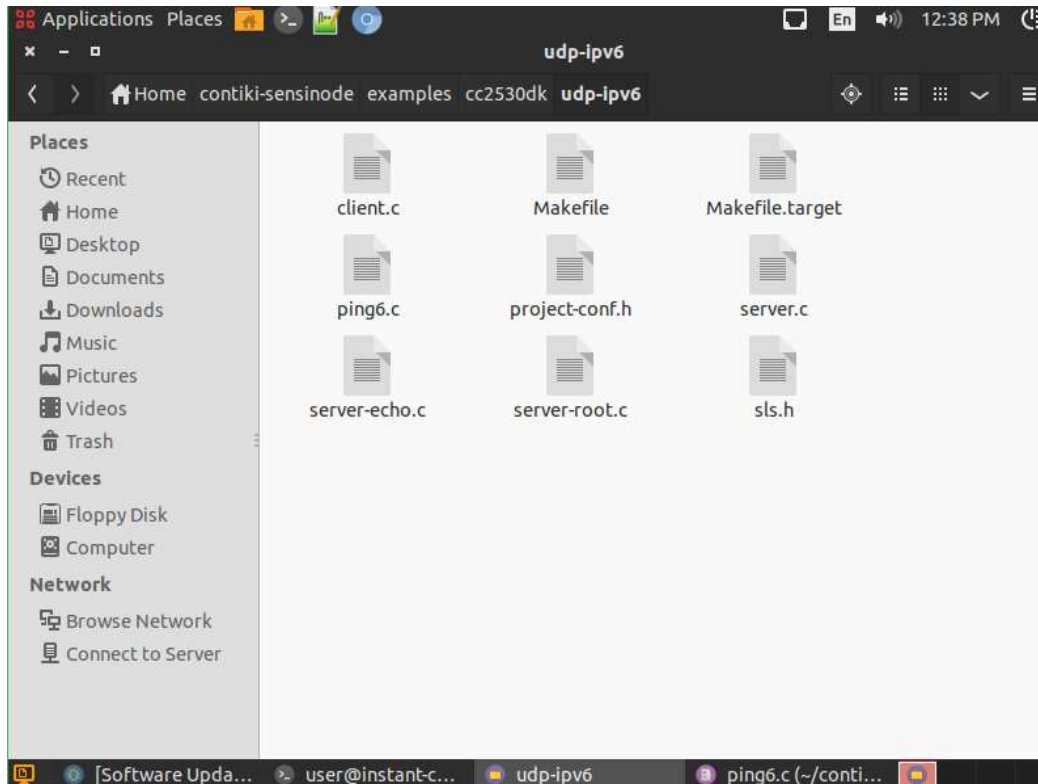 Applications Places En 12:38 PM
udp-ipv6
Home contiki-sensinode examples cc2530dk udp-ipv6
Places
Recent
Home
Desktop
Documents
Downloads
Music
Pictures
Videos
Trash
Devices
Floppy Disk
Computer
Network
Browse Network
Connect to Server
client.c Makefile Makefile.target
ping6.c project-conf.h server.c
server-echo.c server-root.c sls.h
[Software Upda... user@instant-c... udp-ipv6 ping6.c (~/conti...